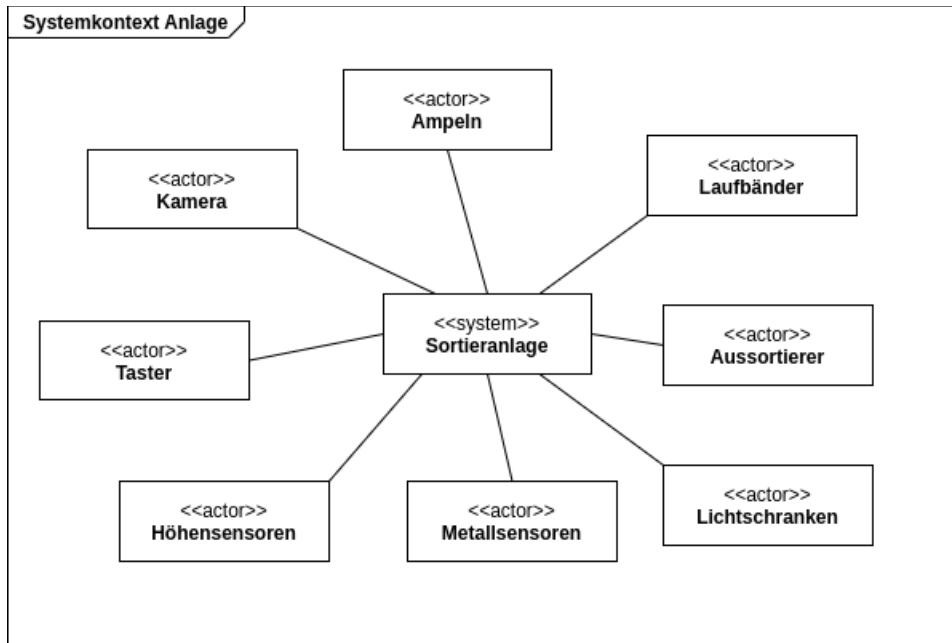 Systemkontext Anlage
<<actor>>
Ampeln
<<actor>>
Kamera
<<actor>>
Laufbänder
<<system>>
Sortieranlage
<<actor>>
Taster
<<actor>>
Aussortierer
<<actor>>
Höhensensoren
<<actor>>
Metallsensoren
<<actor>>
Lichtschranken